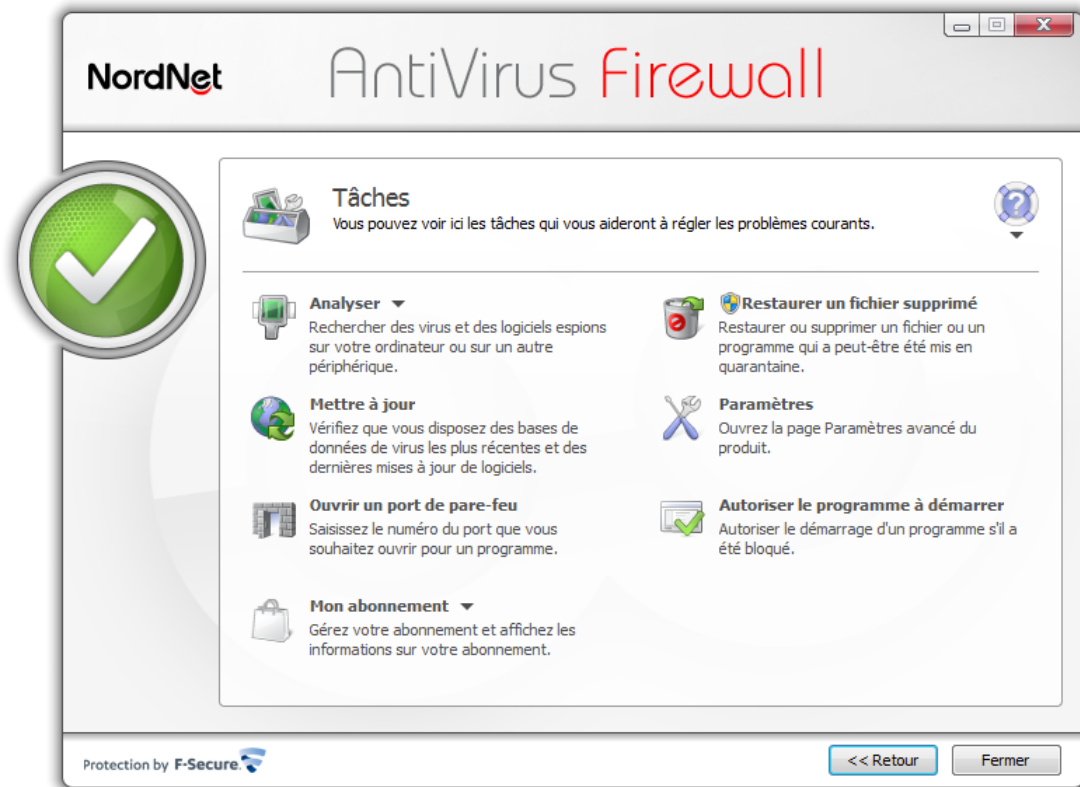 NordNet
AntiVirus Firewall
Tâches
Vous pouvez voir ici les tâches qui vous aideront à régler les problèmes courants.
Analyser
Rechercher des virus et des logiciels espions
sur votre ordinateur ou sur un autre
périphérique.
Restaurer un fichier supprimé
Restaurer ou supprimer un fichier ou un
programme qui a peut-être été mis en
quarantaine.
Mettre à jour
Vérifiez que vous disposez des bases de
données de virus les plus récentes et des
dernières mises à jour de logiciels.
Paramètres
Ouvrez la page Paramètres avancé du
produit.
Ouvrir un port de pare-feu
Saisissez le numéro du port que vous
souhaitez ouvrir pour un programme.
Autoriser le programme à démarrer
Autoriser le démarrage d'un programme s'il a
été bloqué.
Mon abonnement
Gérez votre abonnement et affichez les
informations sur votre abonnement.
Protection by F-Secure.
<< Retour
Fermer